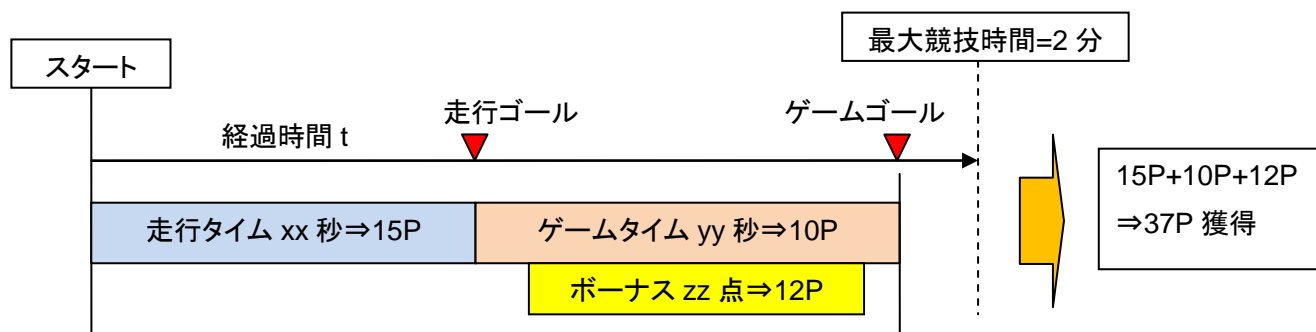 最大競技時間=2 分
スタート
走行ゴール
ゲームゴール
経過時間 t
15P+10P+12P
⇒37P 獲得
走行タイム xx 秒⇒15P
ゲームタイム yy 秒⇒10P
ボーナス zz 点⇒12P